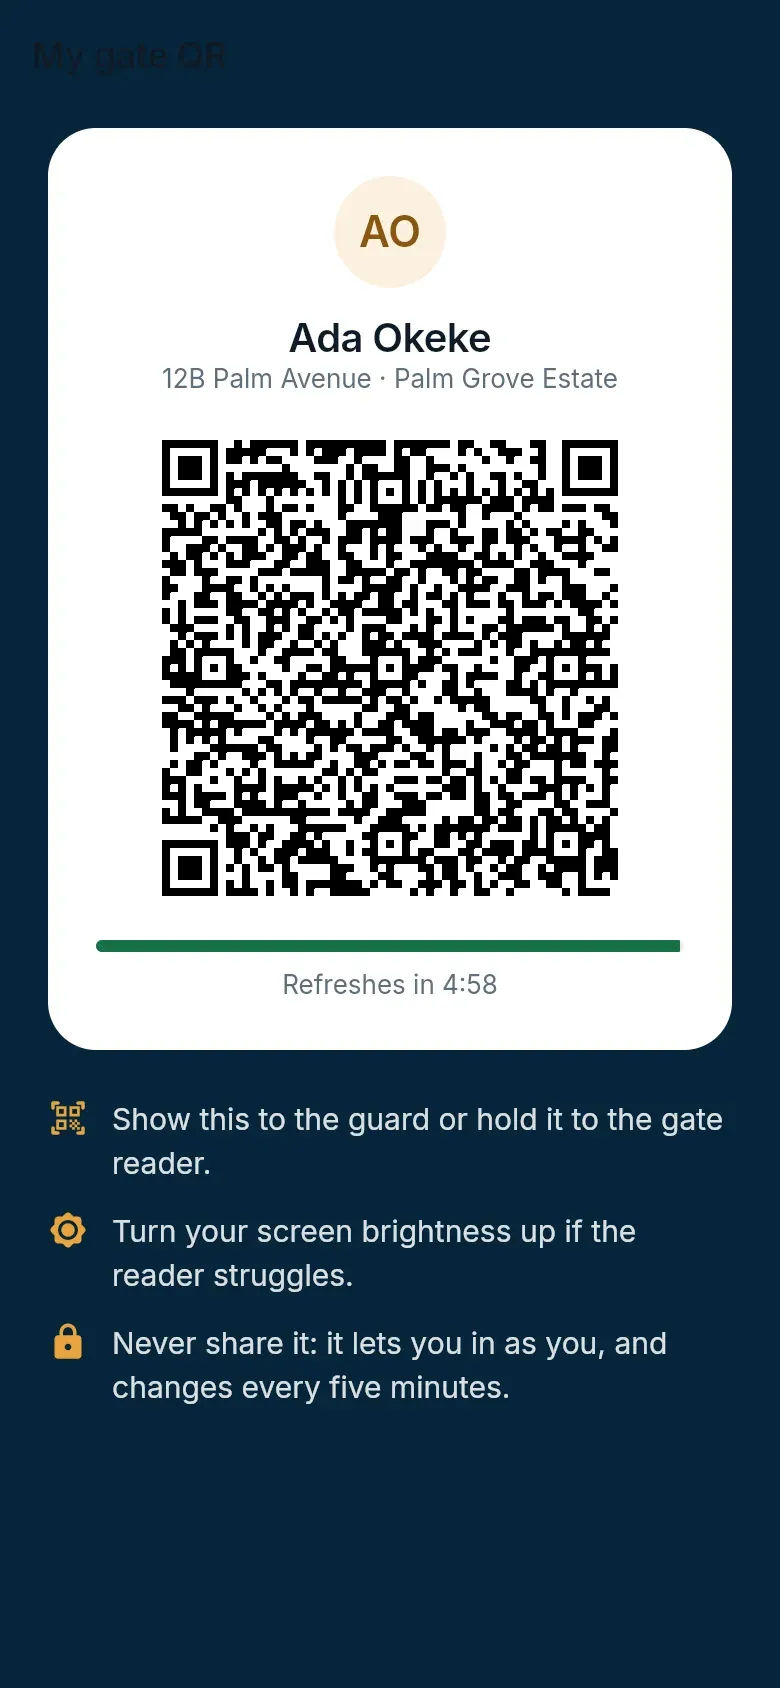 My gate QR
AO
Ada Okeke
12B Palm Avenue · Palm Grove Estate
Refreshes in 4:58
Show this to the guard or hold it to the gate
reader.
Turn your screen brightness up if the
reader struggles.
Never share it: it lets you in as you, and
changes every five minutes.